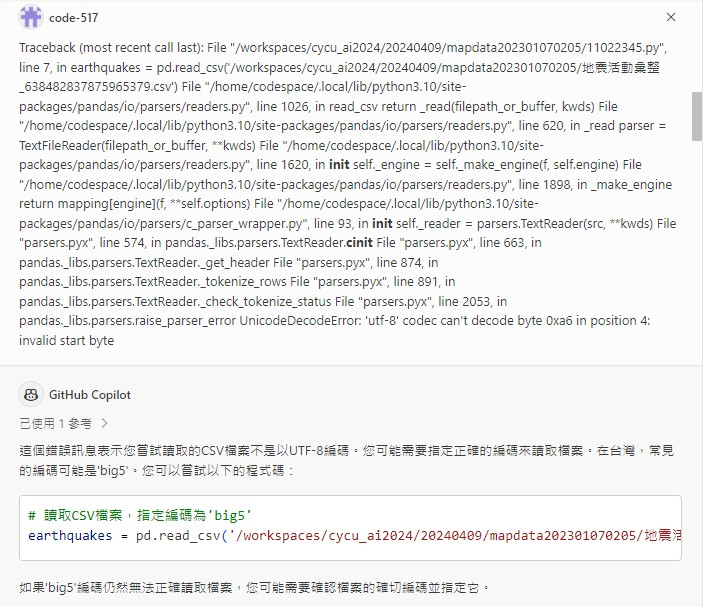 code-517
Traceback (most recent call last): File "/workspaces/cycu_ai2024/20240409/mapdata202301070205/11022345.py",
line 7, in earthquakes = pd.read_csv('/workspaces/cycu_ai2024/20240409/mapdata202301070205/地震活動彙整
_638482837875965379.csv') File "/home/codespace/.local/lib/python3.10/site-
packages/pandas/io/parsers/readers.py", line 1026, in read_csv return _read(filepath_or_buffer, kwds) File
"/home/codespace/.local/lib/python3.10/site-packages/pandas/io/parsers/readers.py", line 620, in _read parser =
TextFileReader(filepath_or_buffer, **kwds) File "/home/codespace/.local/lib/python3.10/site-
packages/pandas/io/parsers/readers.py", line 1620, in init self._engine = self._make_engine(f, self.engine) File
"/home/codespace/.local/lib/python3.10/site-packages/pandas/io/parsers/readers.py", line 1898, in _make_engine
return mapping[engine](f, **self.options) File "/home/codespace/.local/lib/python3.10/site-
packages/pandas/io/parsers/c_parser_wrapper.py", line 93, in init self._reader = parsers.TextReader(src, **kwds) File
"parsers.pyx", line 574, in pandas._libs.parsers.TextReader.cinit File "parsers.pyx", line 663, in
pandas._libs.parsers.TextReader._get_header File "parsers.pyx", line 874, in
pandas._libs.parsers.TextReader._tokenize_rows File "parsers.pyx", line 891, in
pandas._libs.parsers.TextReader._check_tokenize_status File "parsers.pyx", line 2053, in
pandas._libs.parsers.raise_parser_error UnicodeDecodeError: 'utf-8' codec can't decode byte 0xa6 in position 4:
invalid start byte
GitHub Copilot
已使用 1 參考
這個錯誤訊息表示您嘗試讀取的CSV檔案不是以UTF-8編碼。您可能需要指定正確的編碼來讀取檔案。在台灣，常見
的編碼可能是'big5'。您可以嘗試以下的程式碼：
# 讀取CSV檔案，指定編碼為'big5'
earthquakes = pd.read_csv('/workspaces/cycu_ai2024/20240409/mapdata202301070205/地震活
如果'big5'編碼仍然無法正確讀取檔案，您可能需要確認檔案的確切編碼並指定它。